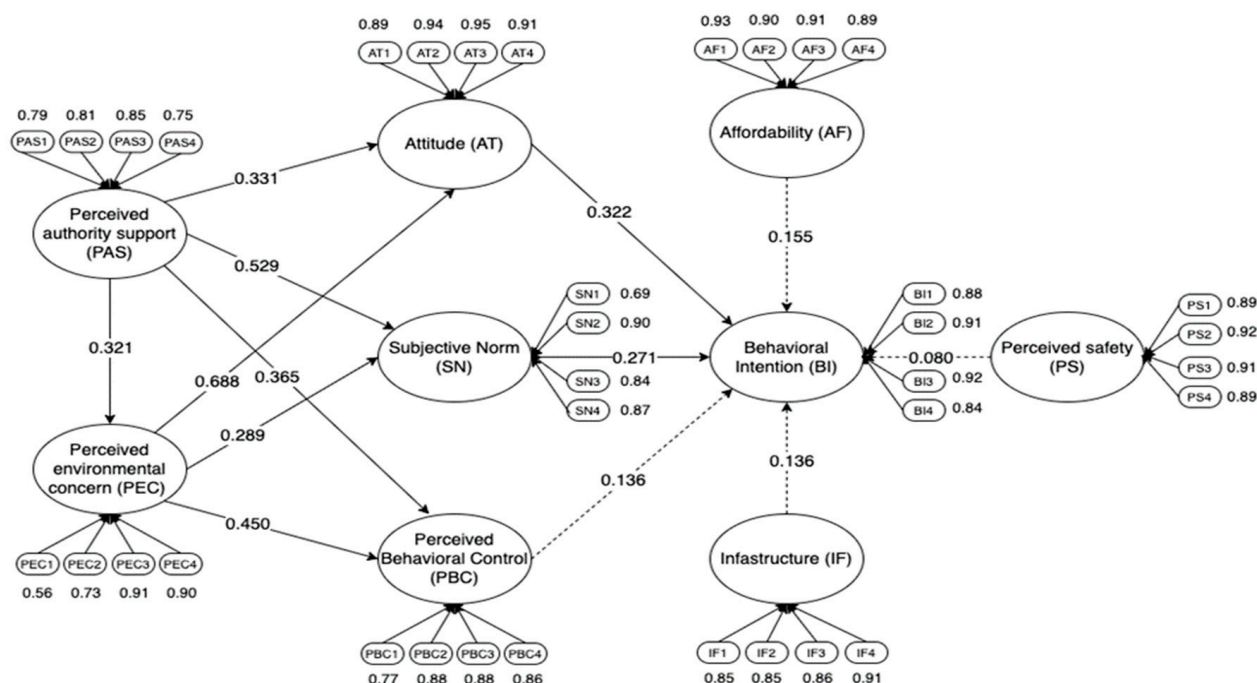 0.89 0.94 0.95 0.91
AT1 AT2 AT3 AT4
Attitude (AT)
0.93 0.90 0.91 0.89
AF1 AF2 AF3 AF4
Affordability (AF)
0.79 0.81 0.85 0.75
PAS1 PAS2 PAS3 PAS4
Perceived
authority support
(PAS)
0.331
0.322
0.155
0.529
SN1 0.69
SN2 0.90
SN3 0.84
SN4 0.87
Subjective Norm
(SN)
0.271
Behavioral
Intention (BI)
BI1 0.88
BI2 0.91
BI3 0.92
BI4 0.84
0.080
Perceived safety
(PS)
PS1 0.89
PS2 0.92
PS3 0.91
PS4 0.89
0.321
0.688
0.365
0.289
Perceived
environmental
concern (PEC)
0.450
0.136
0.136
PEC1 PEC2 PEC3 PEC4
0.56 0.73 0.91 0.90
Perceived
Behavioral Control
(PBC)
PBC1 PBC2 PBC3 PBC4
0.77 0.88 0.88 0.86
Infastructure (IF)
IF1 IF2 IF3 IF4
0.85 0.85 0.86 0.91